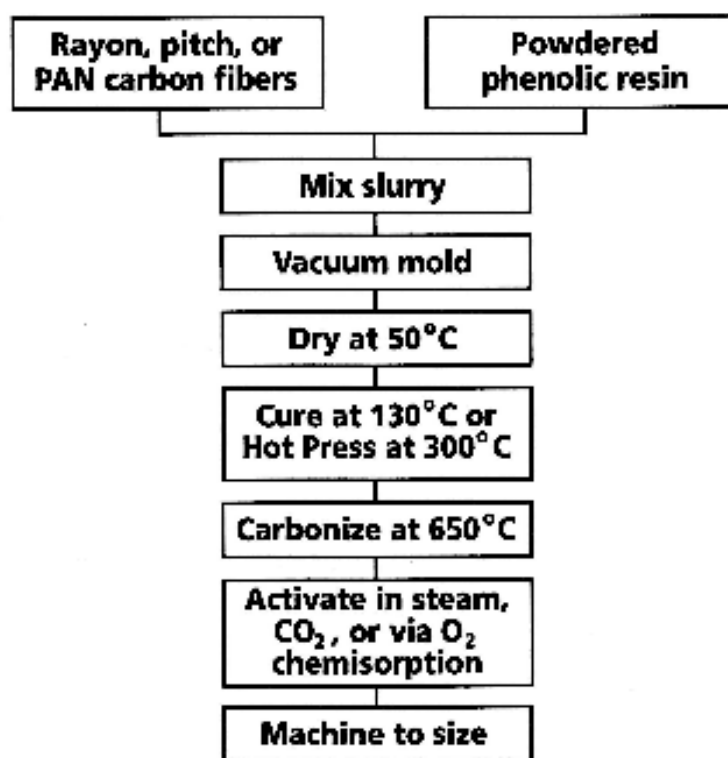 Rayon, pitch, or
PAN carbon fibers
Powdered
phenolic resin
Mix slurry
Vacuum mold
Dry at 50°C
Cure at 130°C or
Hot Press at 300°C
Carbonize at 650°C
Activate in steam,
CO₂, or via O₂
chemisorption
Machine to size